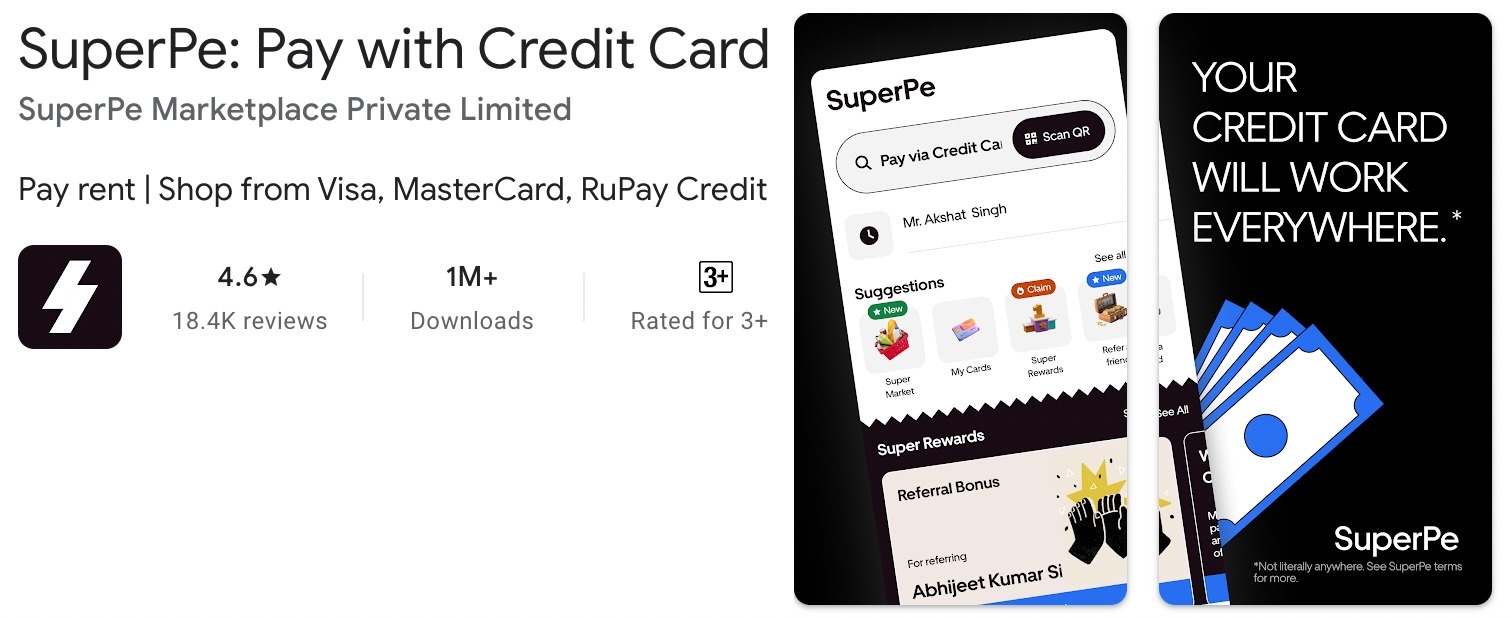 SuperPe: Pay with Credit Card
SuperPe Marketplace Private Limited
Pay rent | Shop from Visa, MasterCard, RuPay Credit
4.6★
18.4K reviews
1M+
Downloads
3+
Rated for 3+
SuperPe
Pay via Credit Ca
Scan QR
Mr. Akshat Singh
See all
Suggestions
New
Claim
New
Super
Market
My Cards
Super
Rewards
Refer
frien
Super Rewards
See All
Referral Bonus
For referring
Abhijeet Kumar Si
YOUR
CREDIT CARD
WILL WORK
EVERYWHERE.*
SuperPe
*Not literally anywhere. See SuperPe terms
for more.